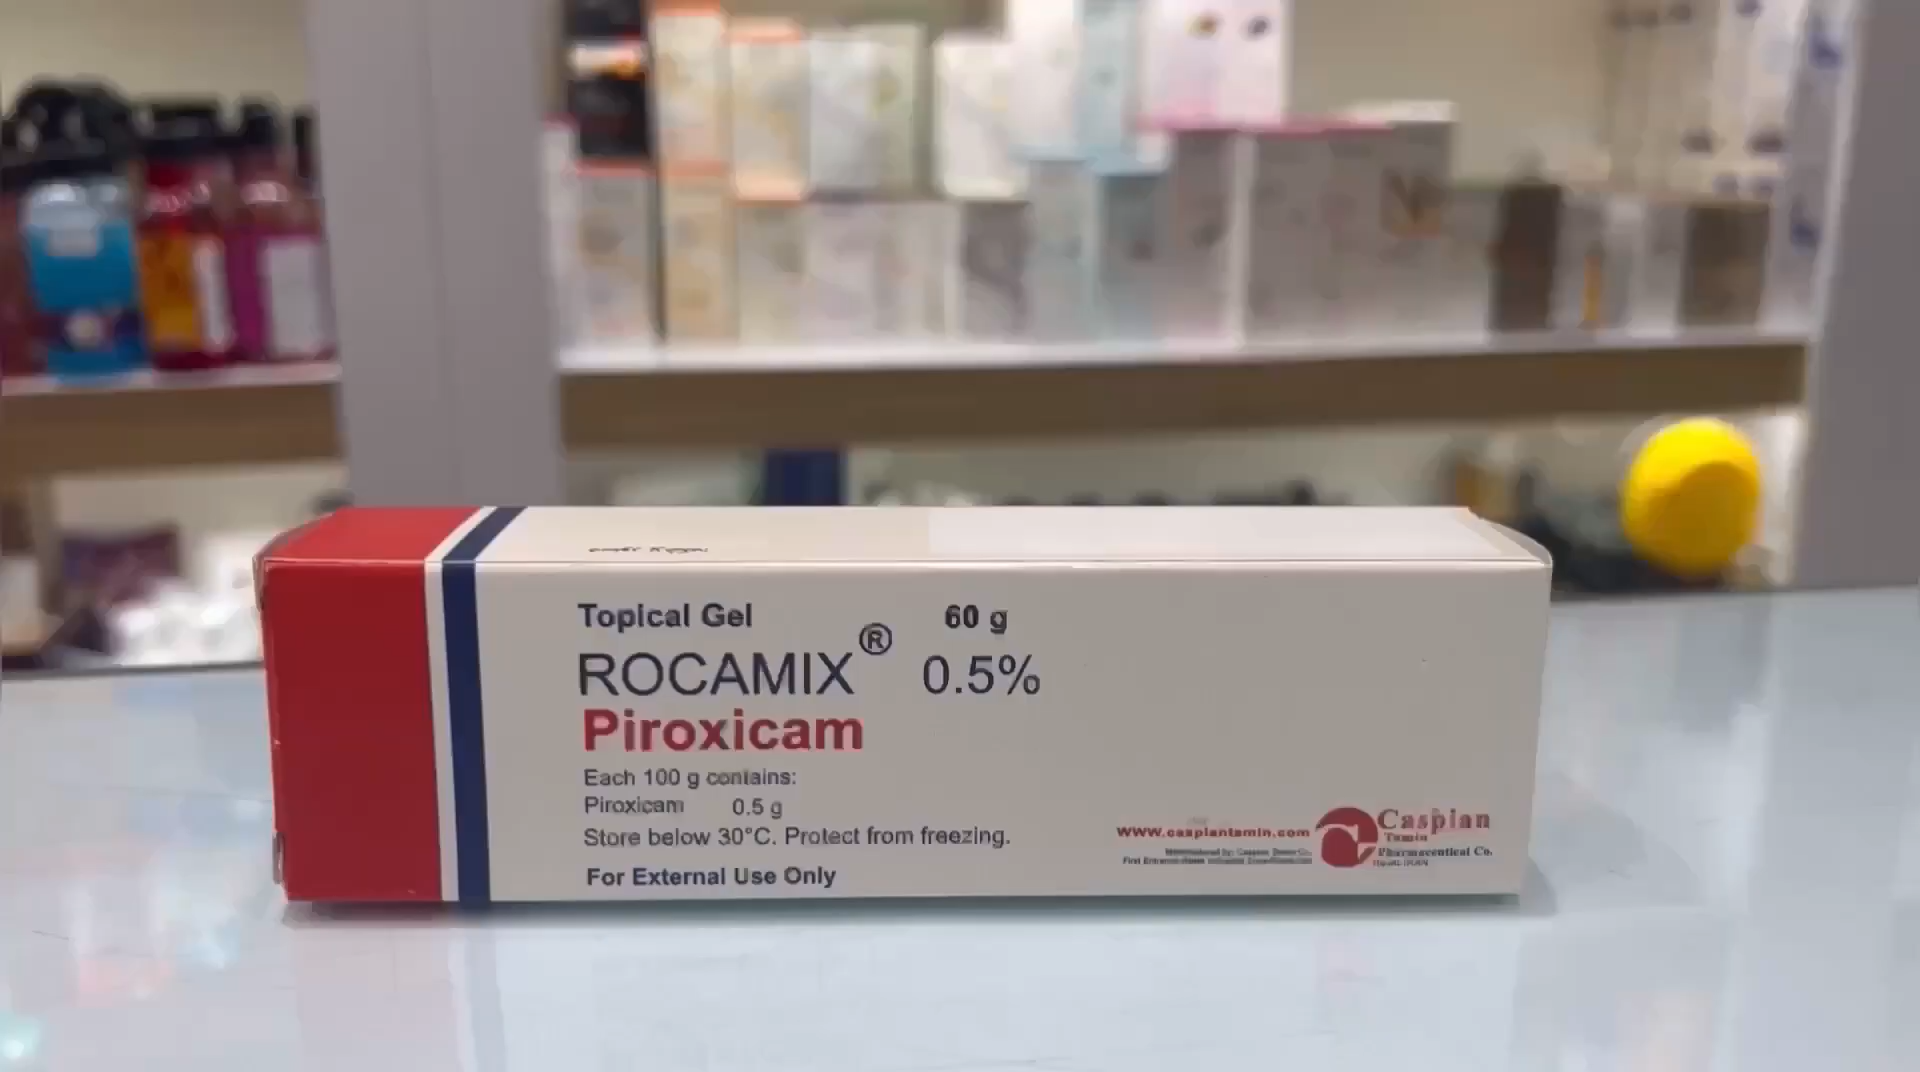 Topical Gel 60 g
ROCAMIX® 0.5%
Piroxicam
Each 100 g contains:
Piroxicam 0.5 g
Store below 30°C. Protect from freezing.
For External Use Only
www.caspiantamin.com
Caspian
Tamin
Pharmaceutical Co.